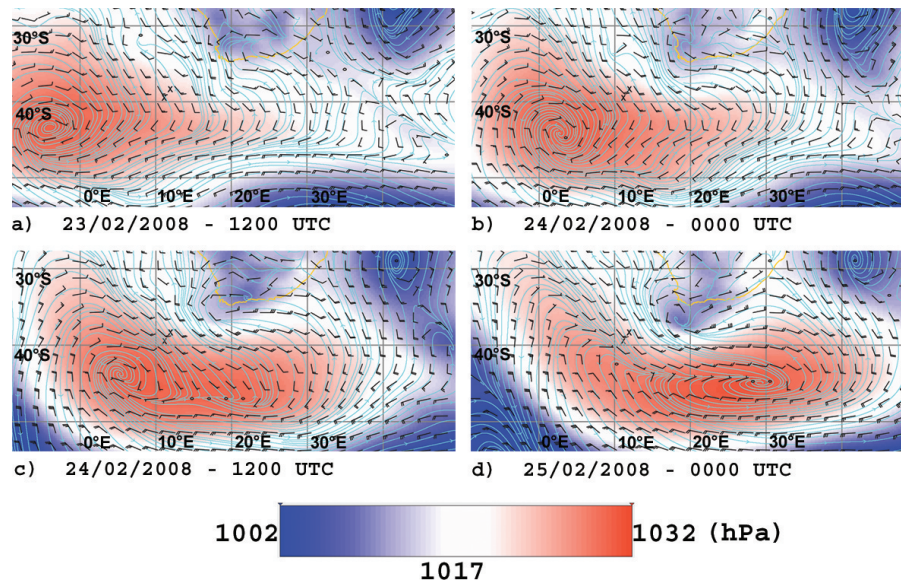 30°S 30°S
40°S 40°S
x x x x
0°E 10°E 20°E 30°E 0°E 10°E 20°E 30°E
a) 23/02/2008 - 1200 UTC b) 24/02/2008 - 0000 UTC
30°S 30°S
40°S 40°S
x x x x
0°E 10°E 20°E 30°E 0°E 10°E 20°E 30°E
c) 24/02/2008 - 1200 UTC d) 25/02/2008 - 0000 UTC
1002 1032 (hPa)
1017